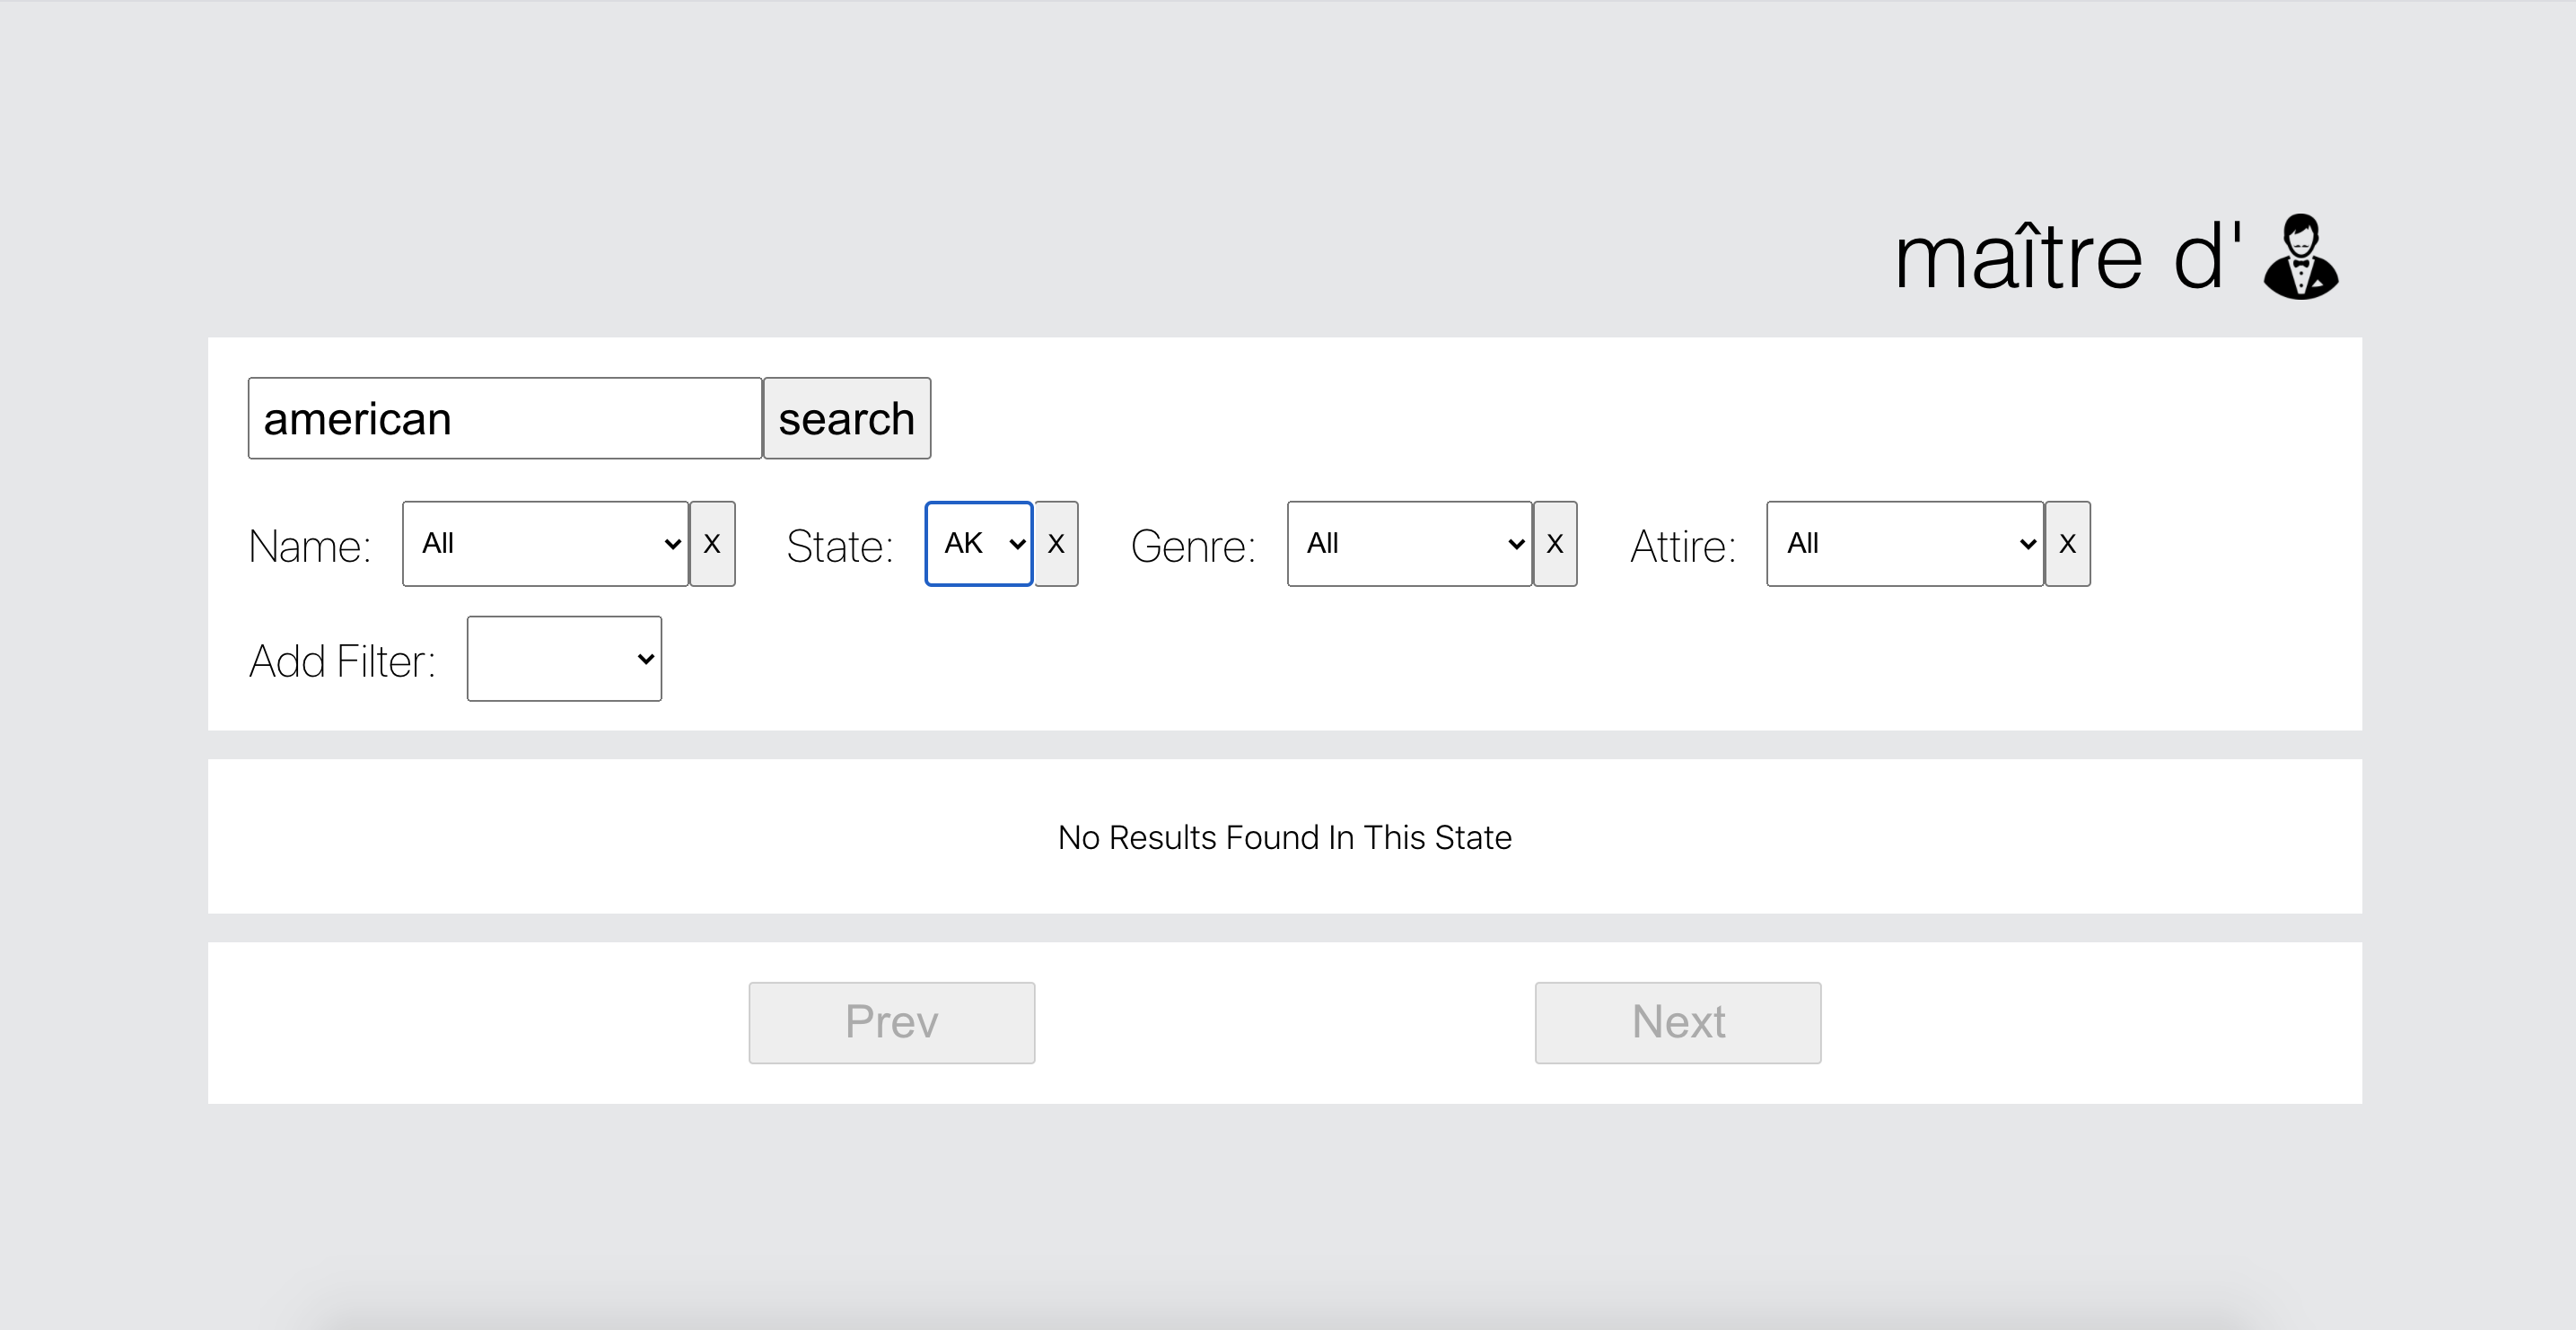 maître d'
american search
Name: All X State: AK X Genre: All X Attire: All X
Add Filter:
No Results Found In This State
Prev Next